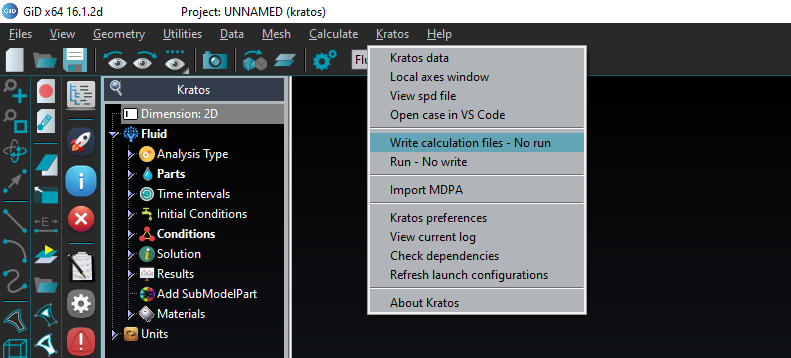 GiD x64 16.1.2d Project: UNNAMED (kratos)
Files View Geometry Utilities Data Mesh Calculate Kratos Help
Kratos
Dimension: 2D
Fluid
Analysis Type
Parts
Time intervals
Initial Conditions
Conditions
Solution
Results
Add SubModelPart
Materials
Units
Flu
Kratos data
Local axes window
View spd file
Open case in VS Code
Write calculation files - No run
Run - No write
Import MDPA
Kratos preferences
View current log
Check dependencies
Refresh launch configurations
About Kratos